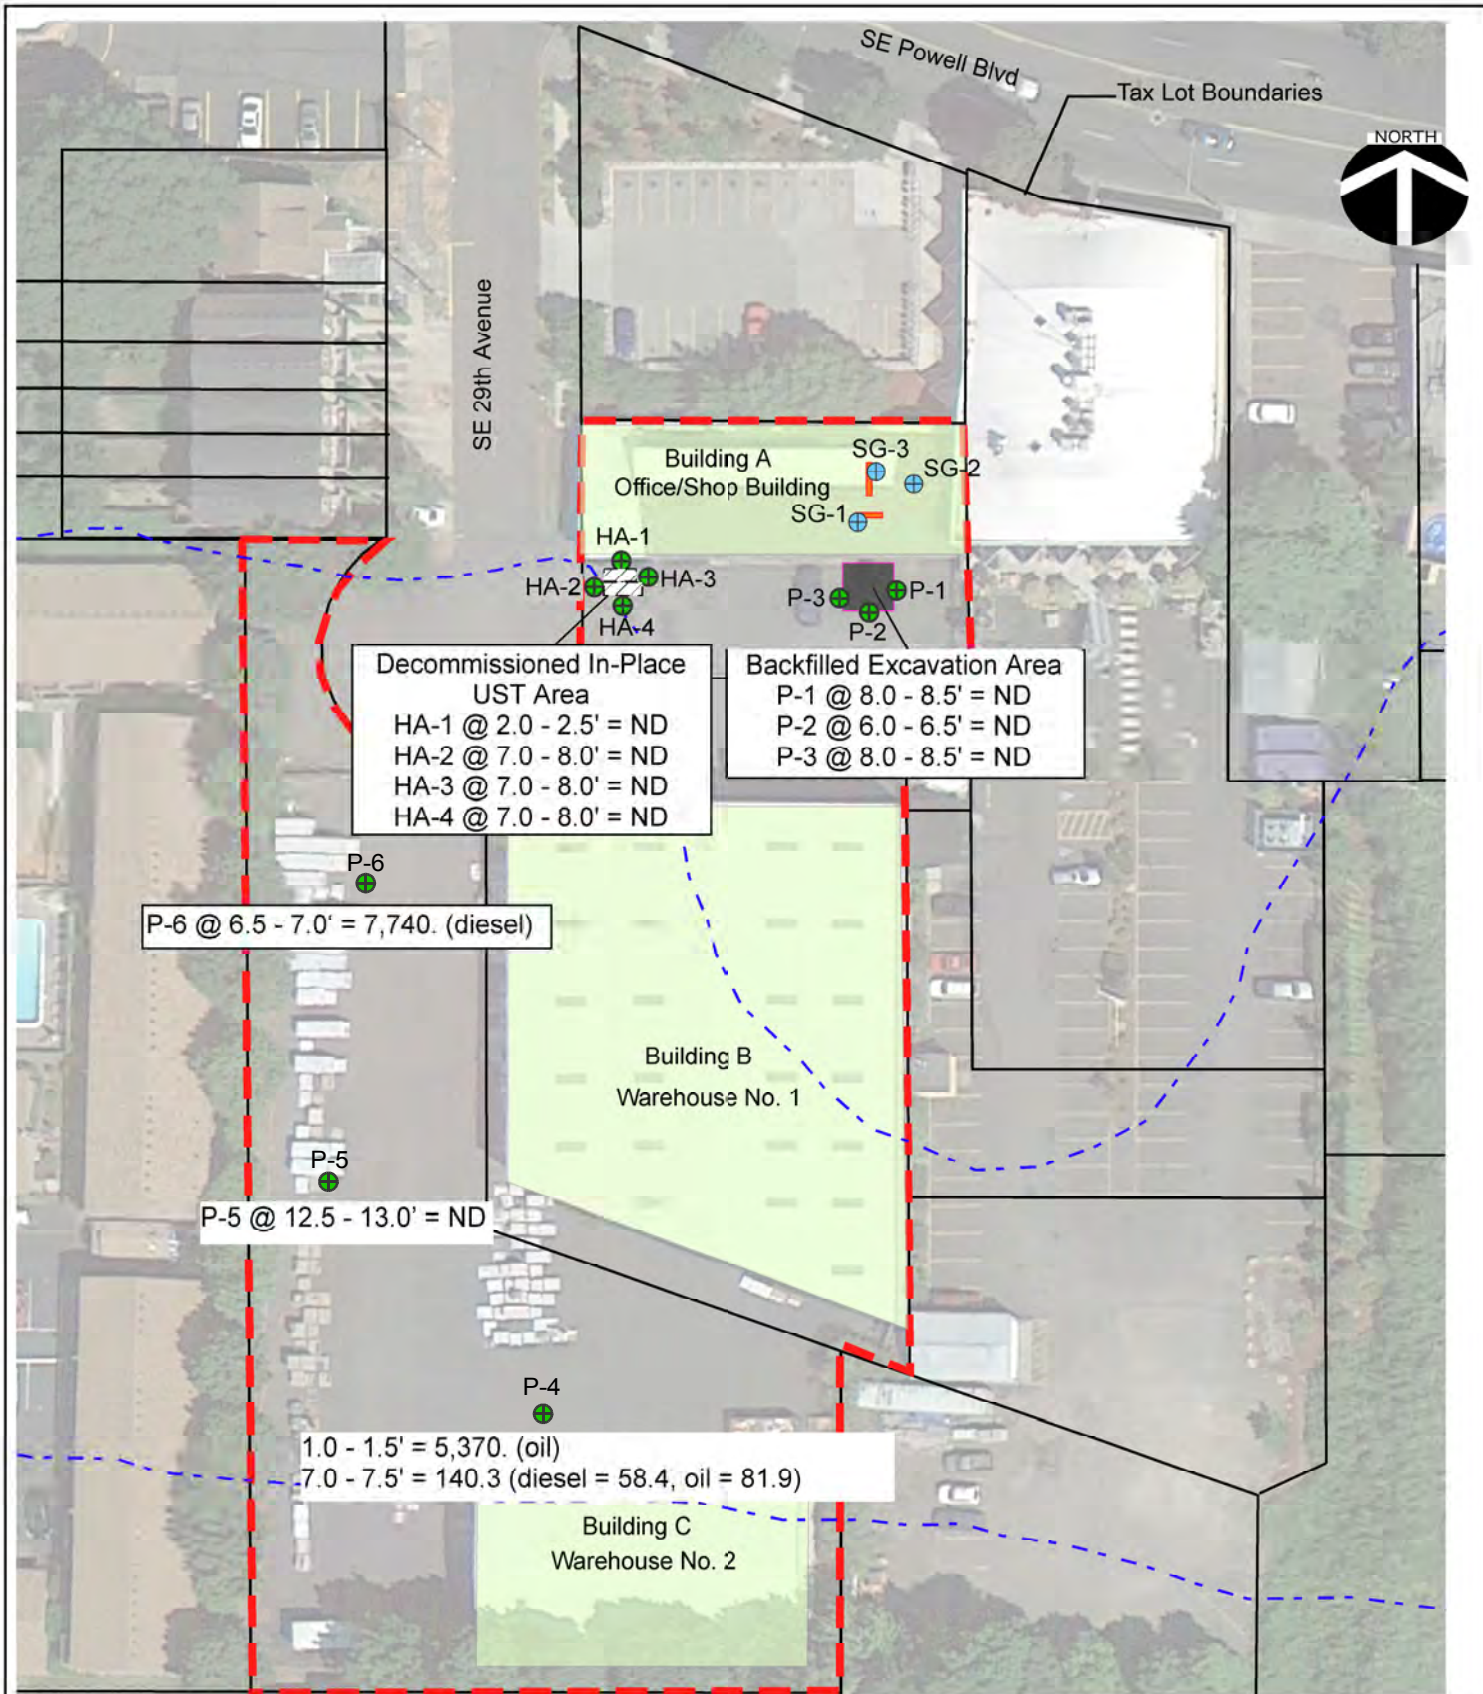 SE Powell Blvd
Tax Lot Boundaries
NORTH
SE 29th Avenue
Building A
Office/Shop Building
SG-3
SG-2
SG-1
HA-1
HA-2
HA-3
HA-4
P-3
P-1
P-2
Decommissioned In-Place
UST Area
HA-1 @ 2.0 - 2.5' = ND
HA-2 @ 7.0 - 8.0' = ND
HA-3 @ 7.0 - 8.0' = ND
HA-4 @ 7.0 - 8.0' = ND
Backfilled Excavation Area
P-1 @ 8.0 - 8.5' = ND
P-2 @ 6.0 - 6.5' = ND
P-3 @ 8.0 - 8.5' = ND
P-6
P-6 @ 6.5 - 7.0' = 7,740. (diesel)
Building B
Warehouse No. 1
P-5
P-5 @ 12.5 - 13.0' = ND
P-4
1.0 - 1.5' = 5,370. (oil)
7.0 - 7.5' = 140.3 (diesel = 58.4, oil = 81.9)
Building C
Warehouse No. 2